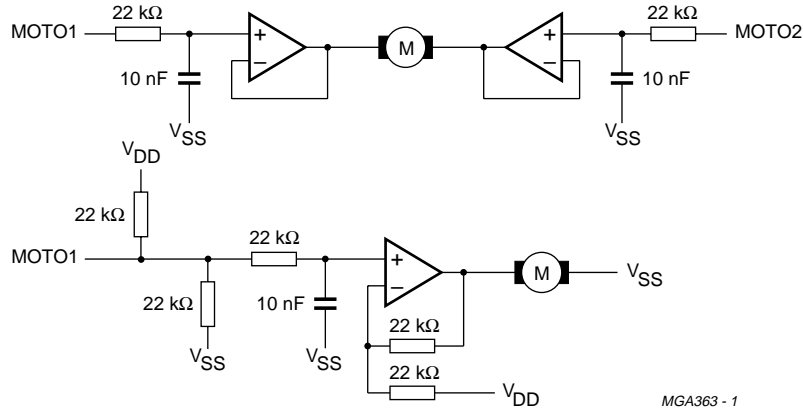 22 kΩ
22 kΩ
MOTO1
+
M
+
MOTO2
−
−
10 nF
10 nF
VSS
VSS
VDD
22 kΩ
MOTO1
22 kΩ
+
M
VSS
−
22 kΩ
10 nF
22 kΩ
VSS
VSS
22 kΩ
VDD
MGA363 - 1